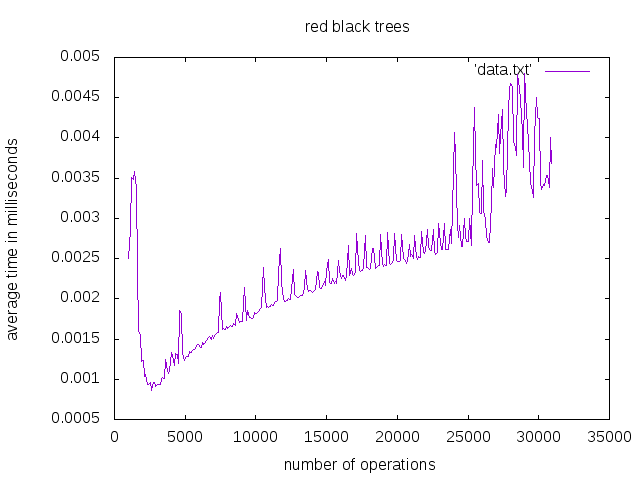 red black trees
'data.txt'
0.005
0.0045
0.004
0.0035
0.003
0.0025
0.002
0.0015
0.001
0.0005
average time in milliseconds
0 5000 10000 15000 20000 25000 30000 35000
number of operations